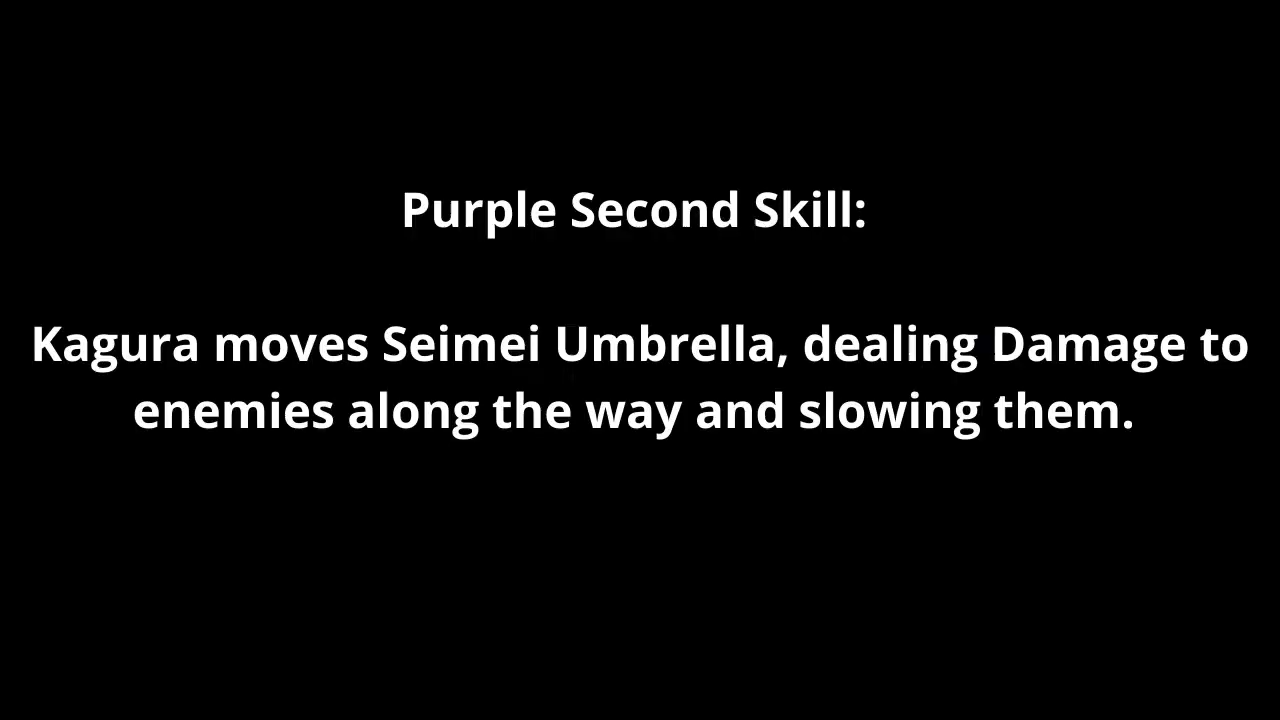 Purple Second Skill:
Kagura moves Seimei Umbrella, dealing Damage to
enemies along the way and slowing them.